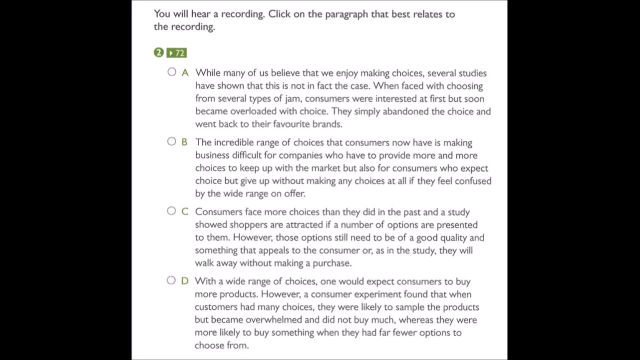 You will hear a recording. Click on the paragraph that best relates to
the recording.
2 72
A While many of us believe that we enjoy making choices, several studies
have shown that this is not in fact the case. When faced with choosing
from several types of jam, consumers were interested at first but soon
became overloaded with choice. They simply abandoned the choice and
went back to their favourite brands.
B The incredible range of choices that consumers now have is making
business difficult for companies who have to provide more and more
choices to keep up with the market but also for consumers who expect
choice but give up without making any choices at all if they feel confused
by the wide range on offer.
C Consumers face more choices than they did in the past and a study
showed shoppers are attracted if a number of options are presented
to them. However, those options still need to be of a good quality and
something that appeals to the consumer or, as in the study, they will
walk away without making a purchase.
D With a wide range of choices, one would expect consumers to buy
more products. However, a consumer experiment found that when
customers had many choices, they were likely to sample the products
but became overwhelmed and did not buy much, whereas they were
more likely to buy something when they had far fewer options to
choose from.